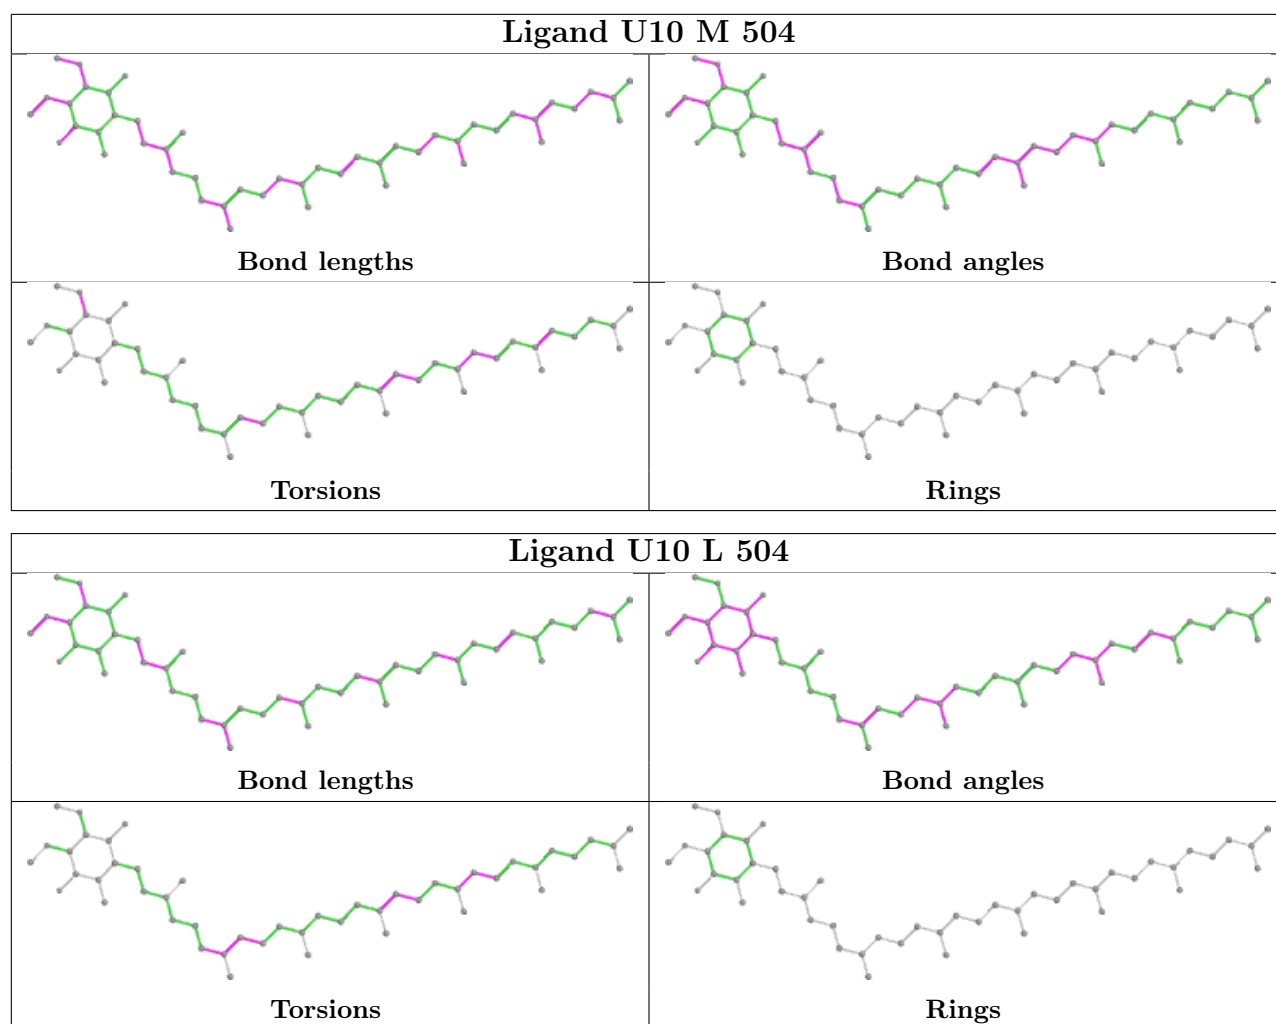 Ligand U10 M 504
Bond lengths
Bond angles
Torsions
Rings
Ligand U10 L 504
Bond lengths
Bond angles
Torsions
Rings